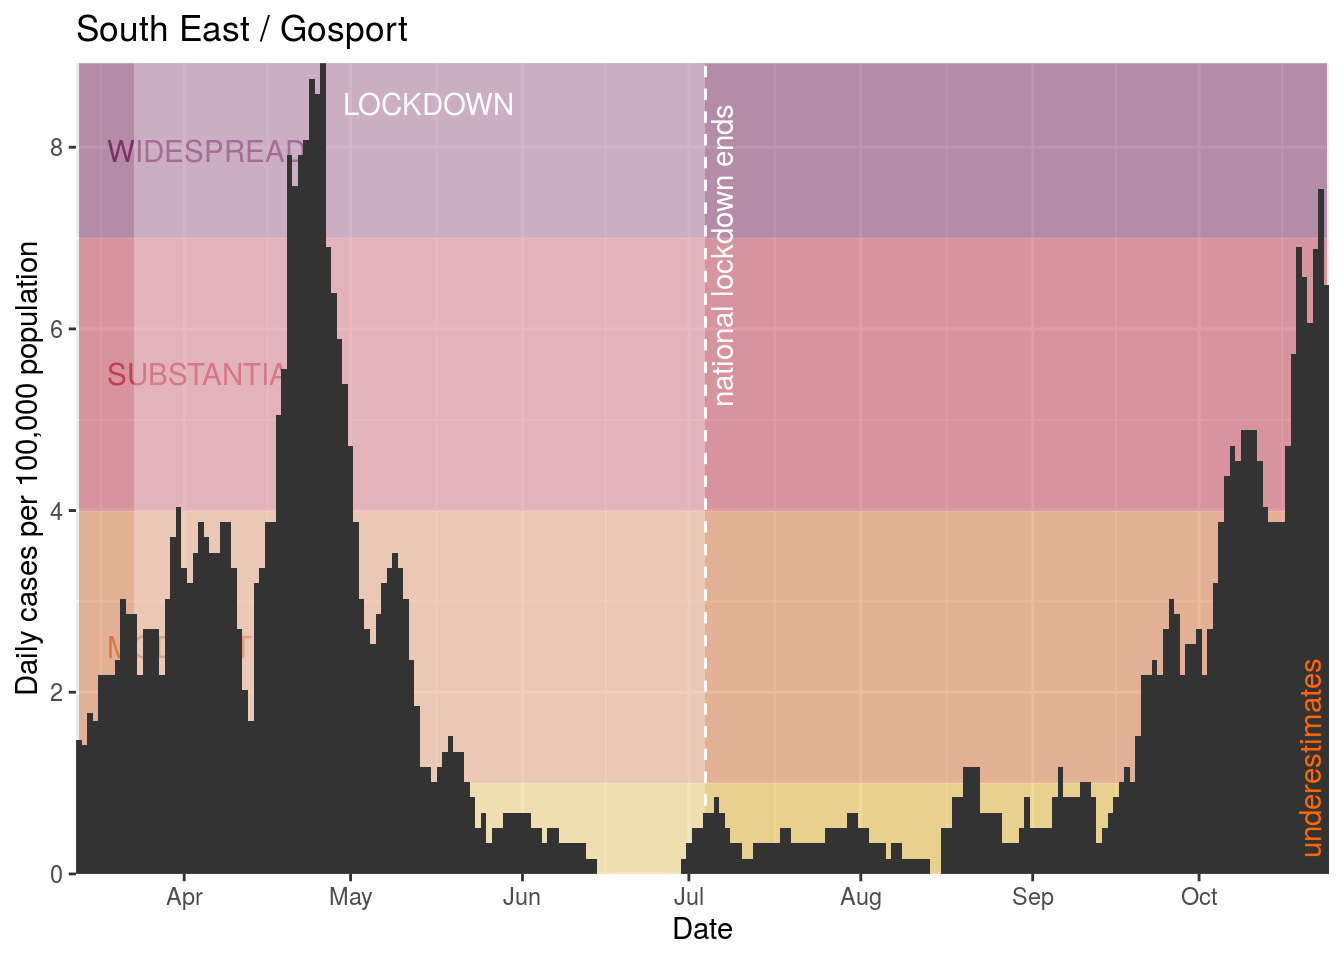 South East / Gosport
LOCKDOWN
WIDESPREAD
national lockdown ends
SUBSTANTIA
underestimates
Daily cases per 100,000 population
8
6
4
2
0
Apr
May
Jun
Jul
Aug
Sep
Oct
Date